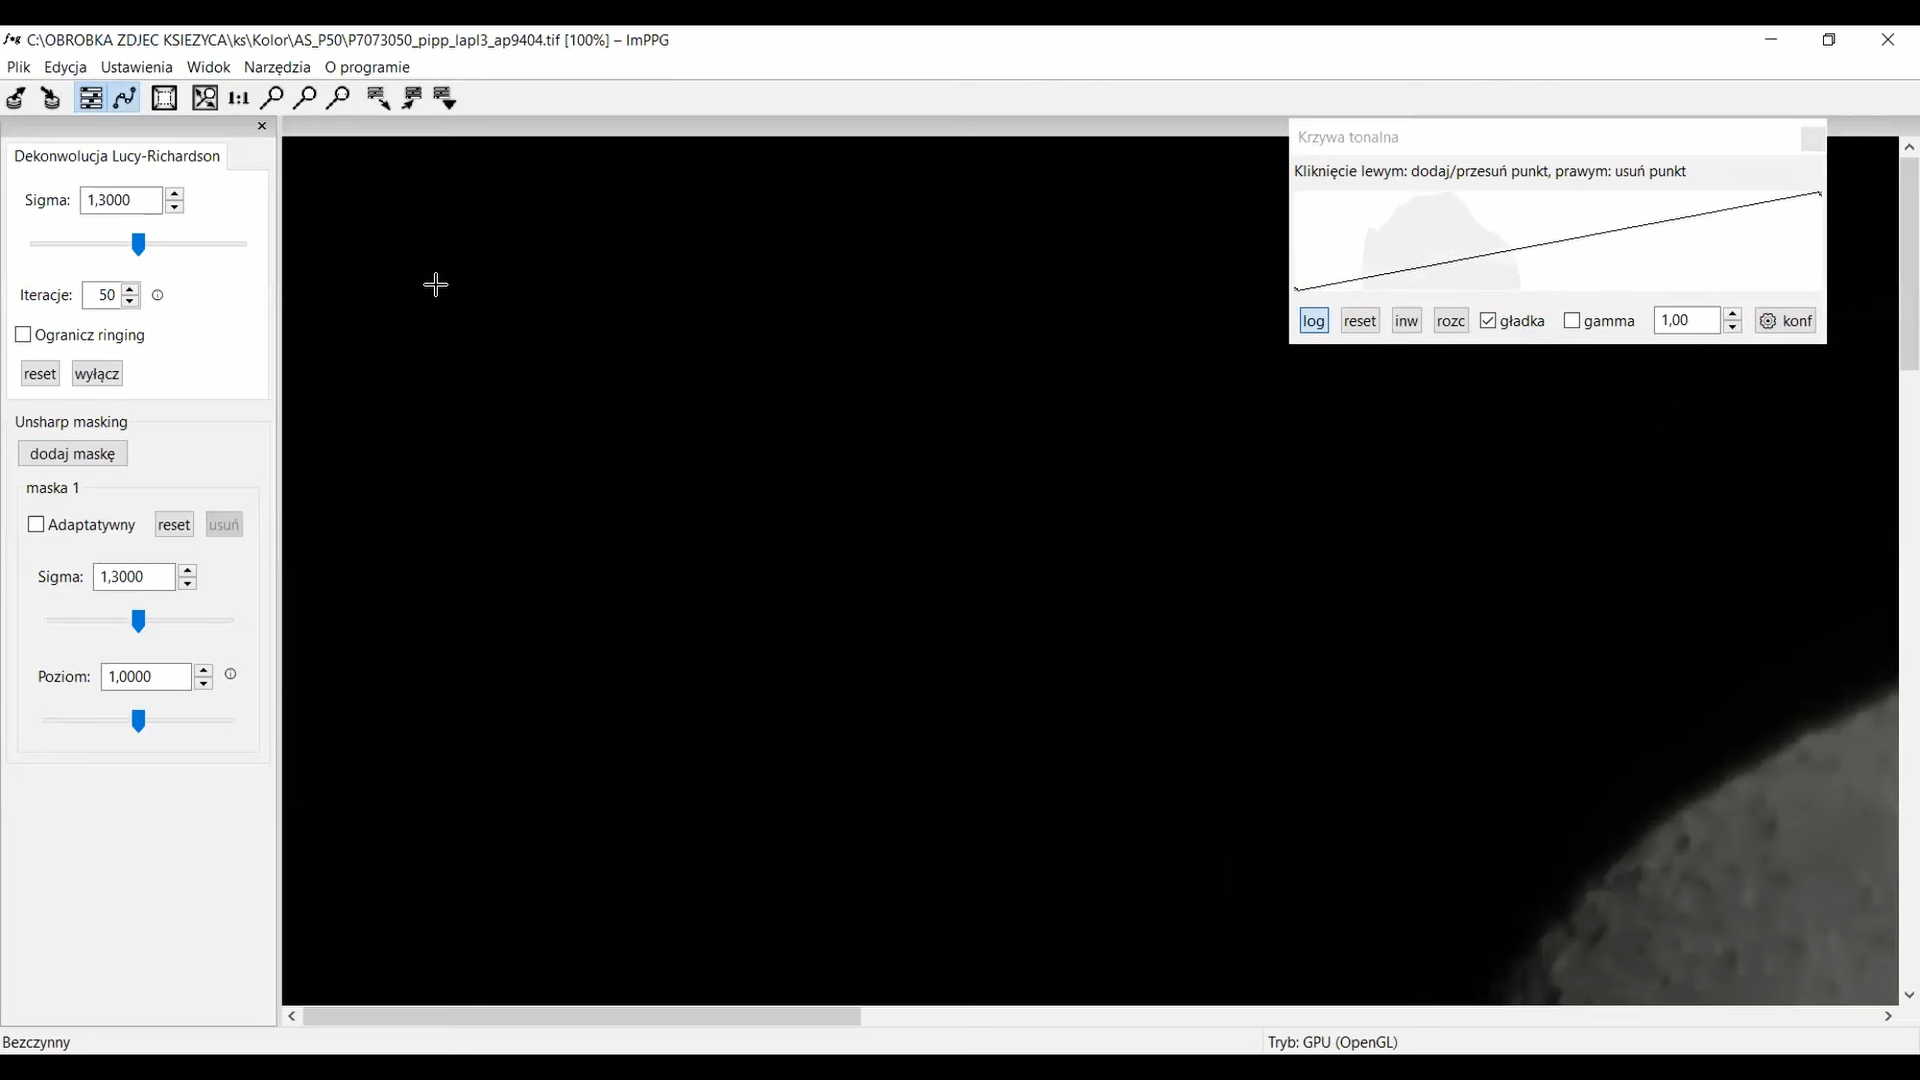 C:\OBROBKA ZDJEC KSIEZYCA\ks\Kolor\AS_P50\P7073050_pipp_lapl3_ap9404.tif [100%] – ImPPG
Plik Edycja Ustawienia Widok Narzędzia O programie
1:1
Dekonwolucja Lucy-Richardson
Sigma: 1,3000
Iteracje: 50
Ogranicz ringing
reset wyłącz
Unsharp masking
dodaj maskę
maska 1
Adaptatywny reset usuń
Sigma: 1,3000
Poziom: 1,0000
Krzywa tonalna
Kliknięcie lewym: dodaj/przesuń punkt, prawym: usuń punkt
log reset inw rozc gładka gamma 1,00 konf
Bezczynny Tryb: GPU (OpenGL)